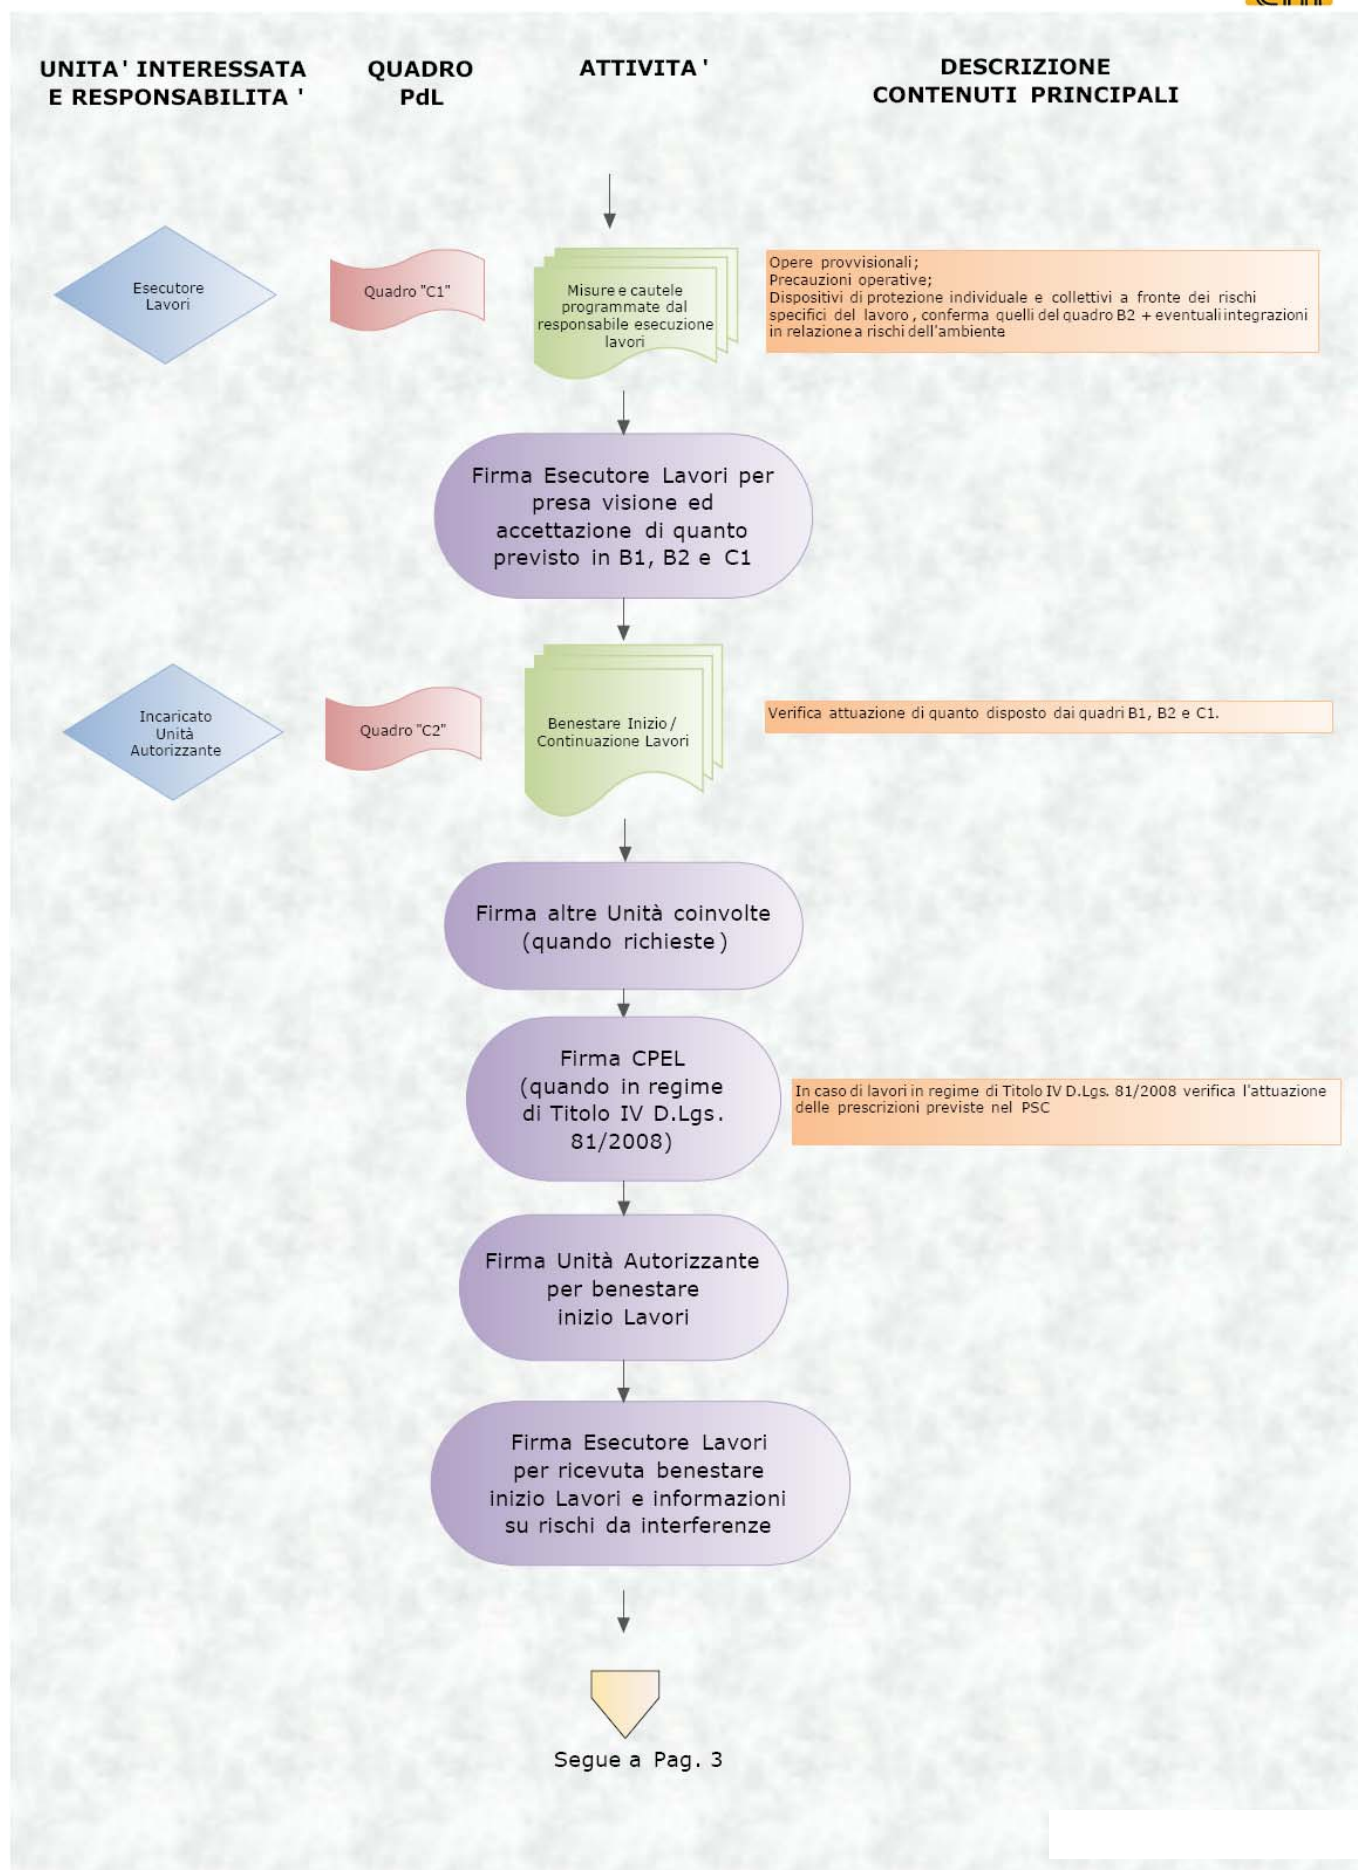 UNITA' INTERESSATA
E RESPONSABILITA '
QUADRO
PdL
ATTIVITA '
DESCRIZIONE
CONTENUTI PRINCIPALI
Esecutore
Lavori
Quadro "C1"
Misure e cautele
programmate dal
responsabile esecuzione
lavori
Opere provvisionali;
Precauzioni operative;
Dispositivi di protezione individuale e collettivi a fronte dei rischi
specifici del lavoro , conferma quelli del quadro B2 + eventuali integrazioni
in relazione a rischi dell'ambiente
Firma Esecutore Lavori per
presa visione ed
accettazione di quanto
previsto in B1, B2 e C1
Incaricato
Unità
Autorizzante
Quadro "C2"
Benestare Inizio /
Continuazione Lavori
Verifica attuazione di quanto disposto dai quadri B1, B2 e C1.
Firma altre Unità coinvolte
(quando richieste)
Firma CPEL
(quando in regime
di Titolo IV D.Lgs.
81/2008)
In caso di lavori in regime di Titolo IV D.Lgs. 81/2008 verifica l'attuazione
delle prescrizioni previste nel PSC
Firma Unità Autorizzante
per benestare
inizio Lavori
Firma Esecutore Lavori
per ricevuta benestare
inizio Lavori e informazioni
su rischi da interferenze
Segue a Pag. 3